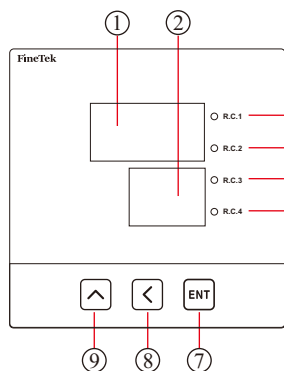 ① ②
FineTek
R.C.1
R.C.2
R.C.3
R.C.4
ENT
⑨ ⑧ ⑦